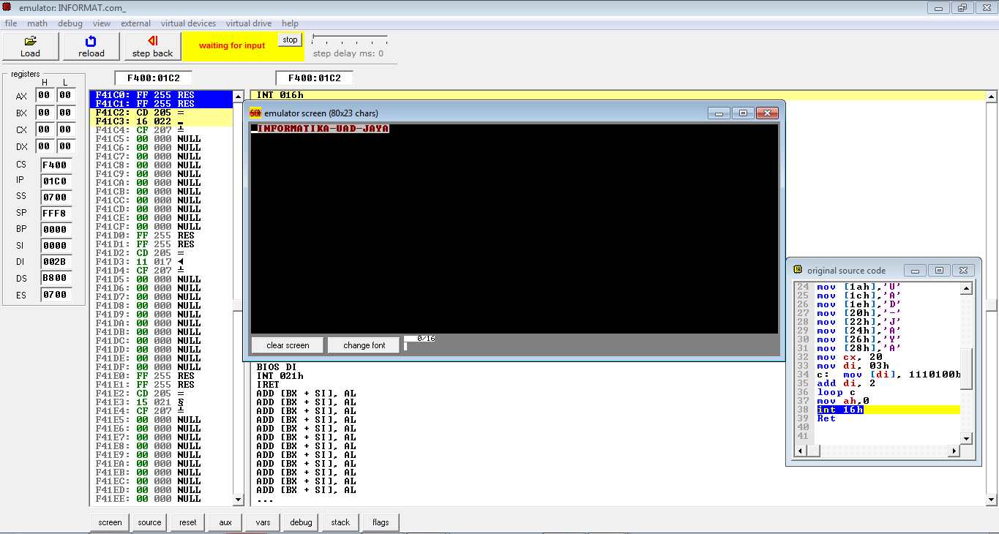 emulator: INFORMAT.com_
file math debug view external virtual devices virtual drive help
Load reload step back waiting for input stop step delay ms: 0
registers F400:01C2 F400:01C2
H L
AX 00 00
BX 00 00
CX 00 00
DX 00 00
CS F400
IP 01C0
SS 0700
SP FFF8
BP 0000
SI 0000
DI 002B
DS B800
ES 0700
F41C0: FF 255 RES
F41C1: FF 255 RES
F41C2: CD 205 =
F41C3: 16 022 ▬
F41C4: CF 207 ╧
F41C5: 00 000 NULL
F41C6: 00 000 NULL
F41C7: 00 000 NULL
F41C8: 00 000 NULL
F41C9: 00 000 NULL
F41CA: 00 000 NULL
F41CB: 00 000 NULL
F41CC: 00 000 NULL
F41CD: 00 000 NULL
F41CE: 00 000 NULL
F41CF: 00 000 NULL
F41D0: FF 255 RES
F41D1: FF 255 RES
F41D2: CD 205 =
F41D3: 11 017 ◄
F41D4: CF 207 ╧
F41D5: 00 000 NULL
F41D6: 00 000 NULL
F41D7: 00 000 NULL
F41D8: 00 000 NULL
F41D9: 00 000 NULL
F41DA: 00 000 NULL
F41DB: 00 000 NULL
F41DC: 00 000 NULL
F41DD: 00 000 NULL
F41DE: 00 000 NULL
F41DF: 00 000 NULL
F41E0: FF 255 RES
F41E1: FF 255 RES
F41E2: CD 205 =
F41E3: 15 021 §
F41E4: CF 207 ╧
F41E5: 00 000 NULL
F41E6: 00 000 NULL
F41E7: 00 000 NULL
F41E8: 00 000 NULL
F41E9: 00 000 NULL
F41EA: 00 000 NULL
F41EB: 00 000 NULL
F41EC: 00 000 NULL
F41ED: 00 000 NULL
F41EE: 00 000 NULL
INT 016h
SCR emulator screen (80x23 chars)
INFORMATIKA-UAD-JAYA
clear screen change font 0/16
BIOS DI
INT 021h
IRET
ADD [BX + SI], AL
ADD [BX + SI], AL
ADD [BX + SI], AL
ADD [BX + SI], AL
ADD [BX + SI], AL
ADD [BX + SI], AL
ADD [BX + SI], AL
ADD [BX + SI], AL
ADD [BX + SI], AL
ADD [BX + SI], AL
ADD [BX + SI], AL
ADD [BX + SI], AL
...
original source code
24 mov [1ah],'U'
25 mov [1ch],'A'
26 mov [1eh],'D'
27 mov [20h],'-'
28 mov [22h],'J'
29 mov [24h],'A'
30 mov [26h],'Y'
31 mov [28h],'A'
32 mov cx, 20
33 mov di, 03h
34 c: mov [di], 1110100b
35 add di, 2
36 loop c
37 mov ah,0
38 int 16h
39 Ret
40
41
screen source reset aux vars debug stack flags